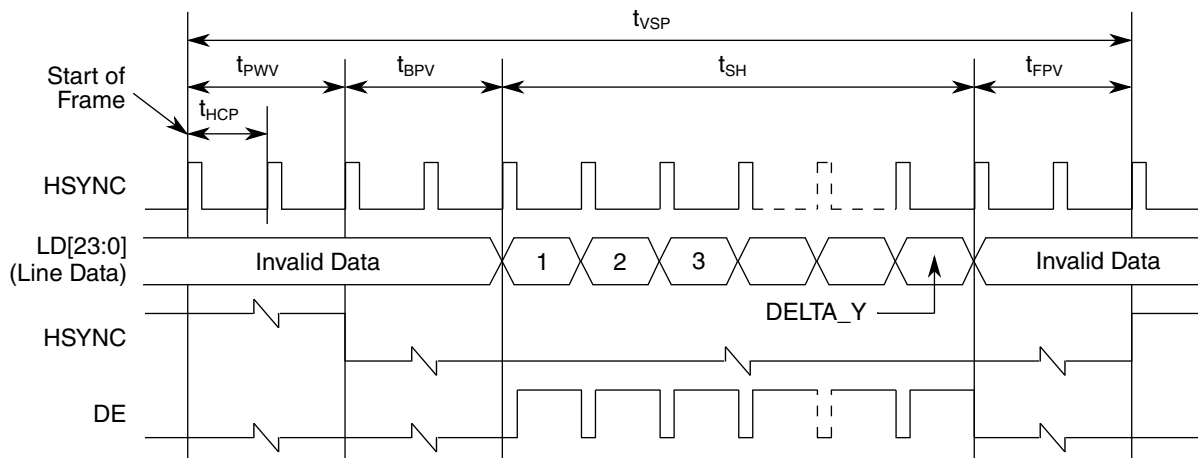 tVSP
tPWV
tBPV
tSH
tFPV
Start of
Frame
tHCP
HSYNC
LD[23:0]
(Line Data)
Invalid Data
1
2
3
Invalid Data
DELTA_Y
HSYNC
DE